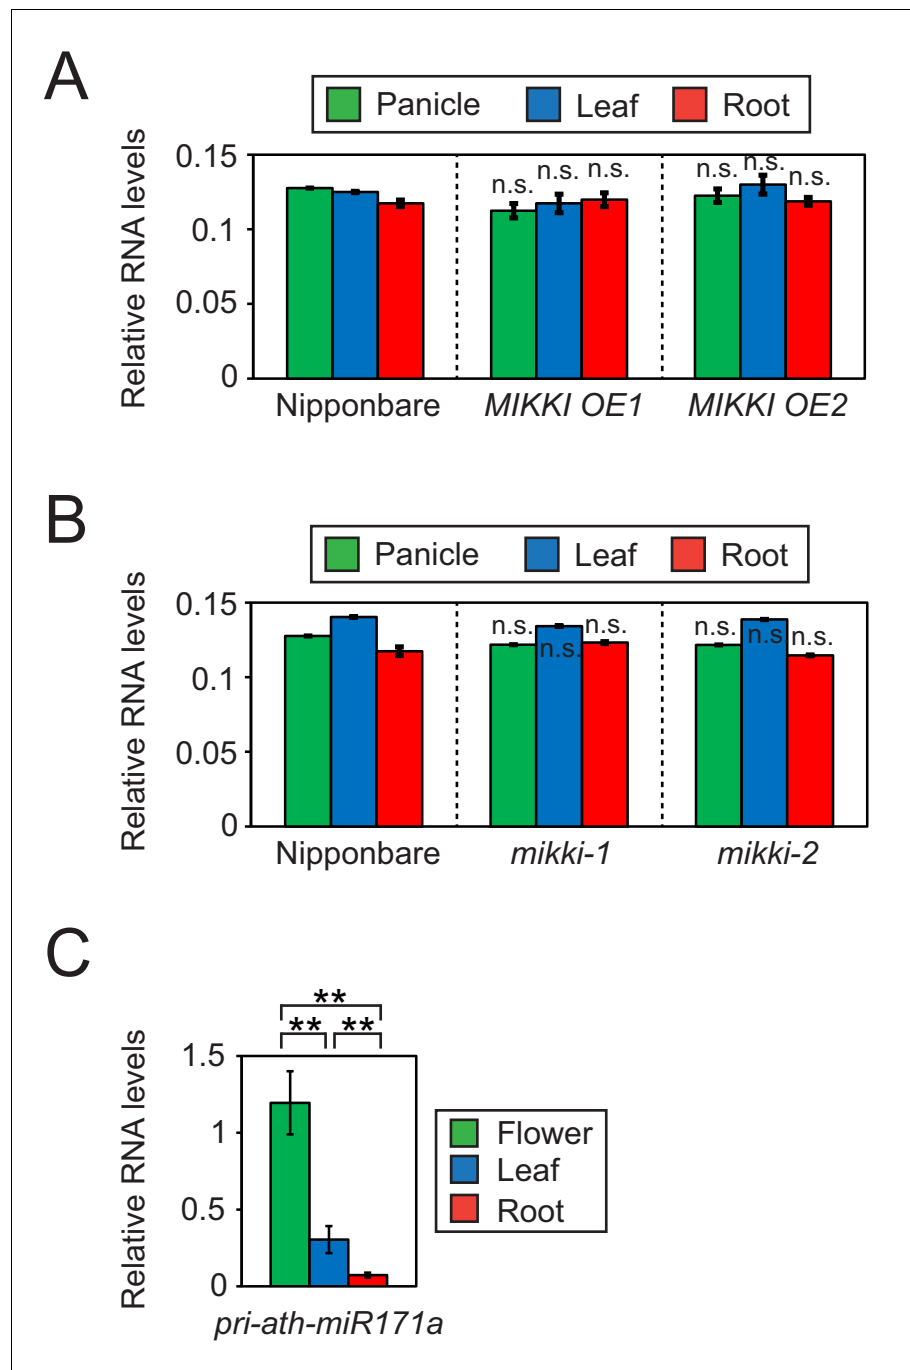 A
Panicle Leaf Root
Relative RNA levels
0.15
0.1
0.05
0
n.s. n.s. n.s. n.s. n.s. n.s.
Nipponbare MIKKI OE1 MIKKI OE2
B
Panicle Leaf Root
Relative RNA levels
0.15
0.1
0.05
0
n.s. n.s. n.s. n.s. n.s n.s.
Nipponbare mikki-1 mikki-2
C
**
** **
Relative RNA levels
1.5
1
0.5
0
Flower
Leaf
Root
pri-ath-miR171a